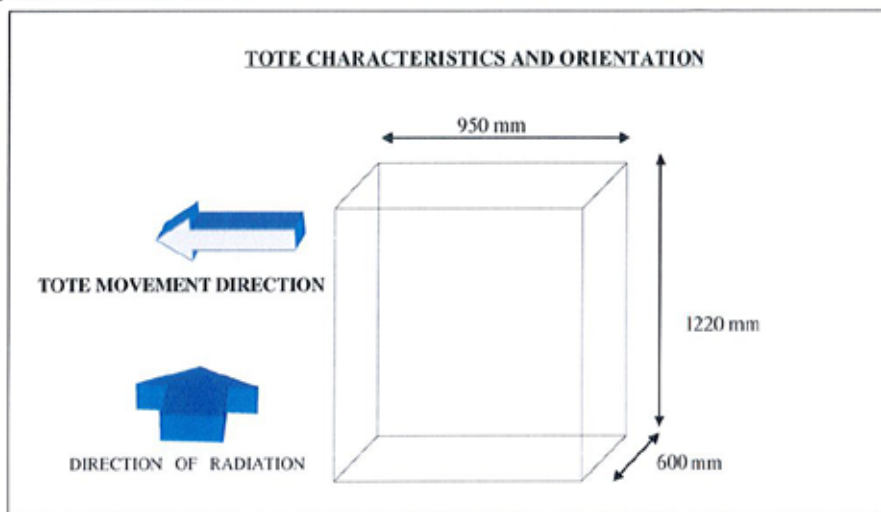 TOTE CHARACTERISTICS AND ORIENTATION
950 mm
TOTE MOVEMENT DIRECTION
1220 mm
600 mm
DIRECTION OF RADIATION